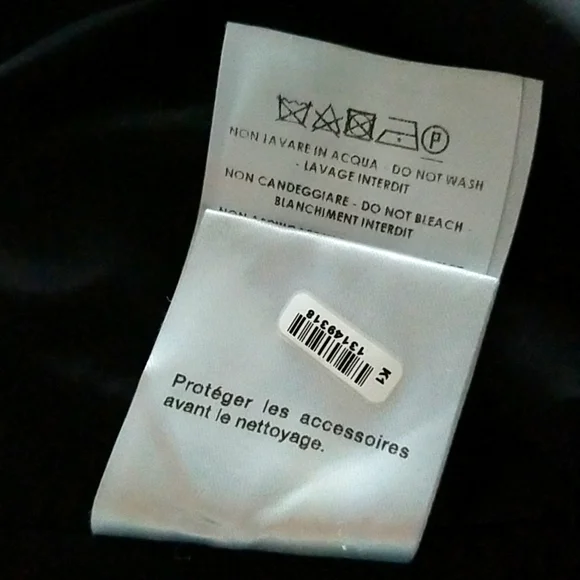 P
NON LAVARE IN ACQUA - DO NOT WASH
- LAVAGE INTERDIT
NON CANDEGGIARE - DO NOT BLEACH -
BLANCHIMENT INTERDIT
K1
13149318
Protéger les accessoires
avant le nettoyage.